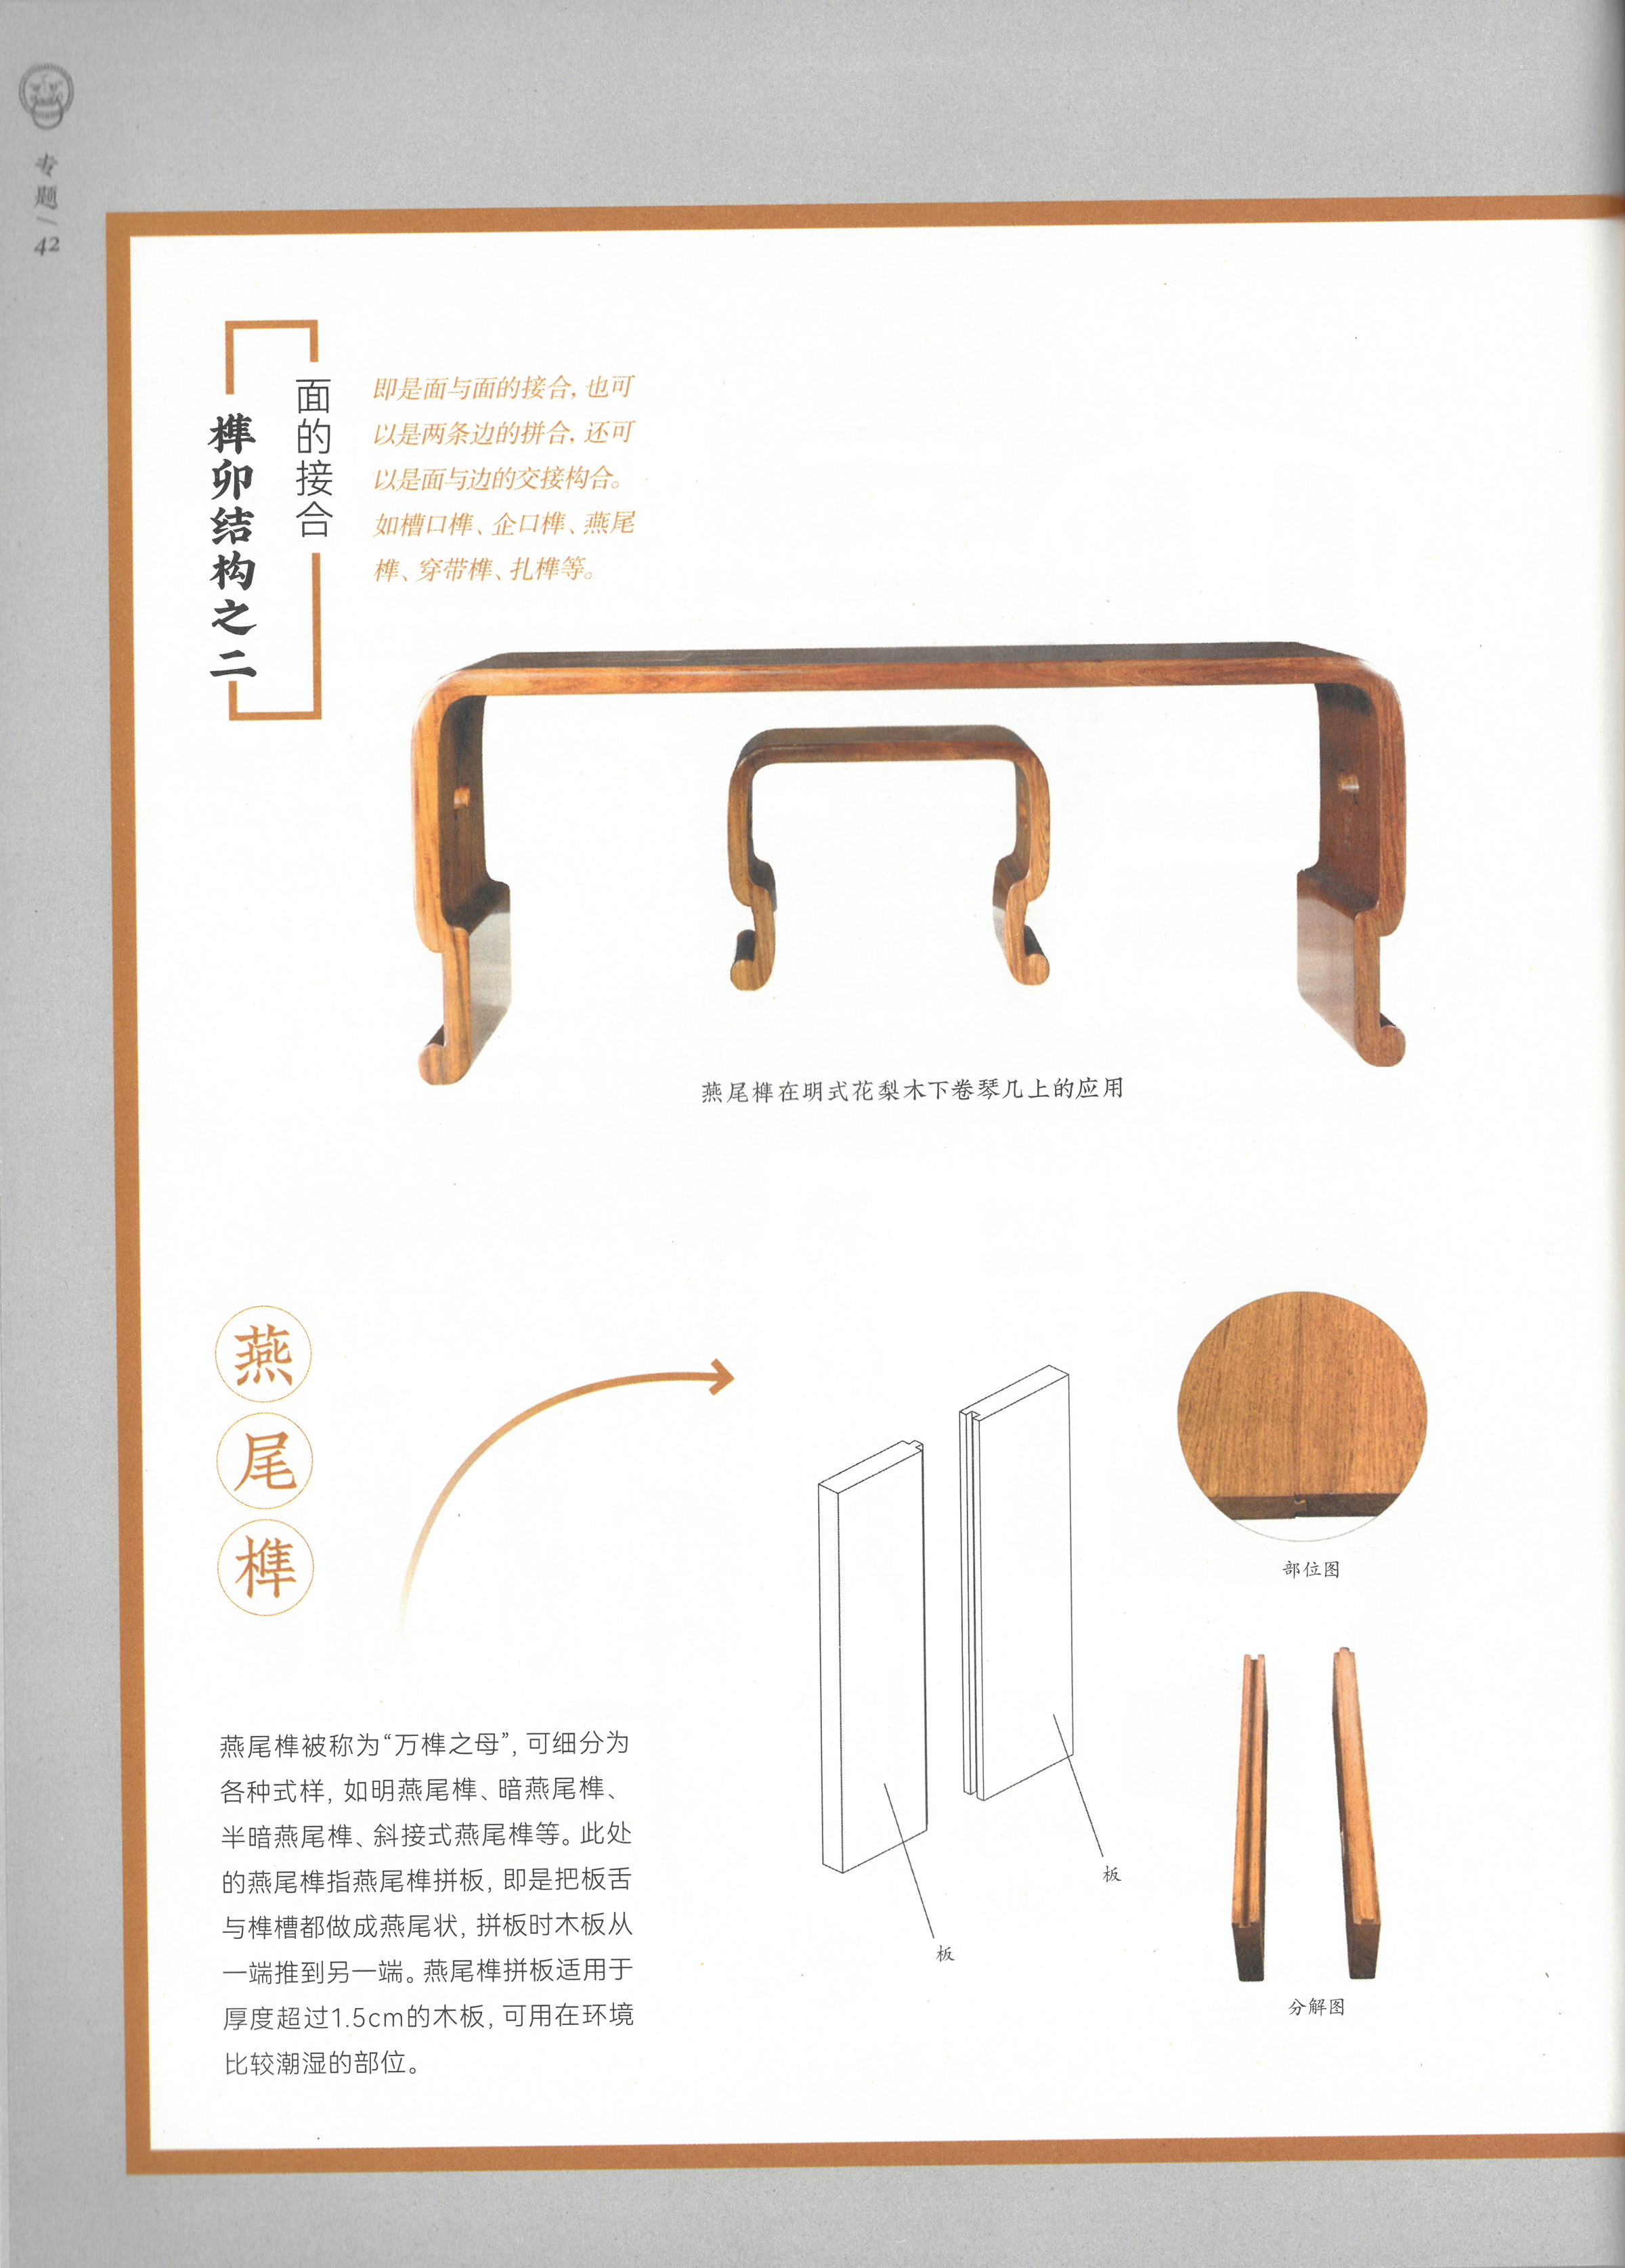 专题/42
榫卯结构之二
面的接合
即是面与面的接合，也可
以是两条边的拼合，还可
以是面与边的交接构合。
如槽口榫、企口榫、燕尾
榫、穿带榫、扎榫等。
燕尾榫在明式花梨木下卷琴几上的应用
燕尾榫
燕尾榫被称为“万榫之母”，可细分为
各种式样，如明燕尾榫、暗燕尾榫、
半暗燕尾榫、斜接式燕尾榫等。此处
的燕尾榫指燕尾榫拼板，即是把板舌
与榫槽都做成燕尾状，拼板时木板从
一端推到另一端。燕尾榫拼板适用于
厚度超过1.5cm的木板，可用在环境
比较潮湿的部位。
板
板
部位图
分解图